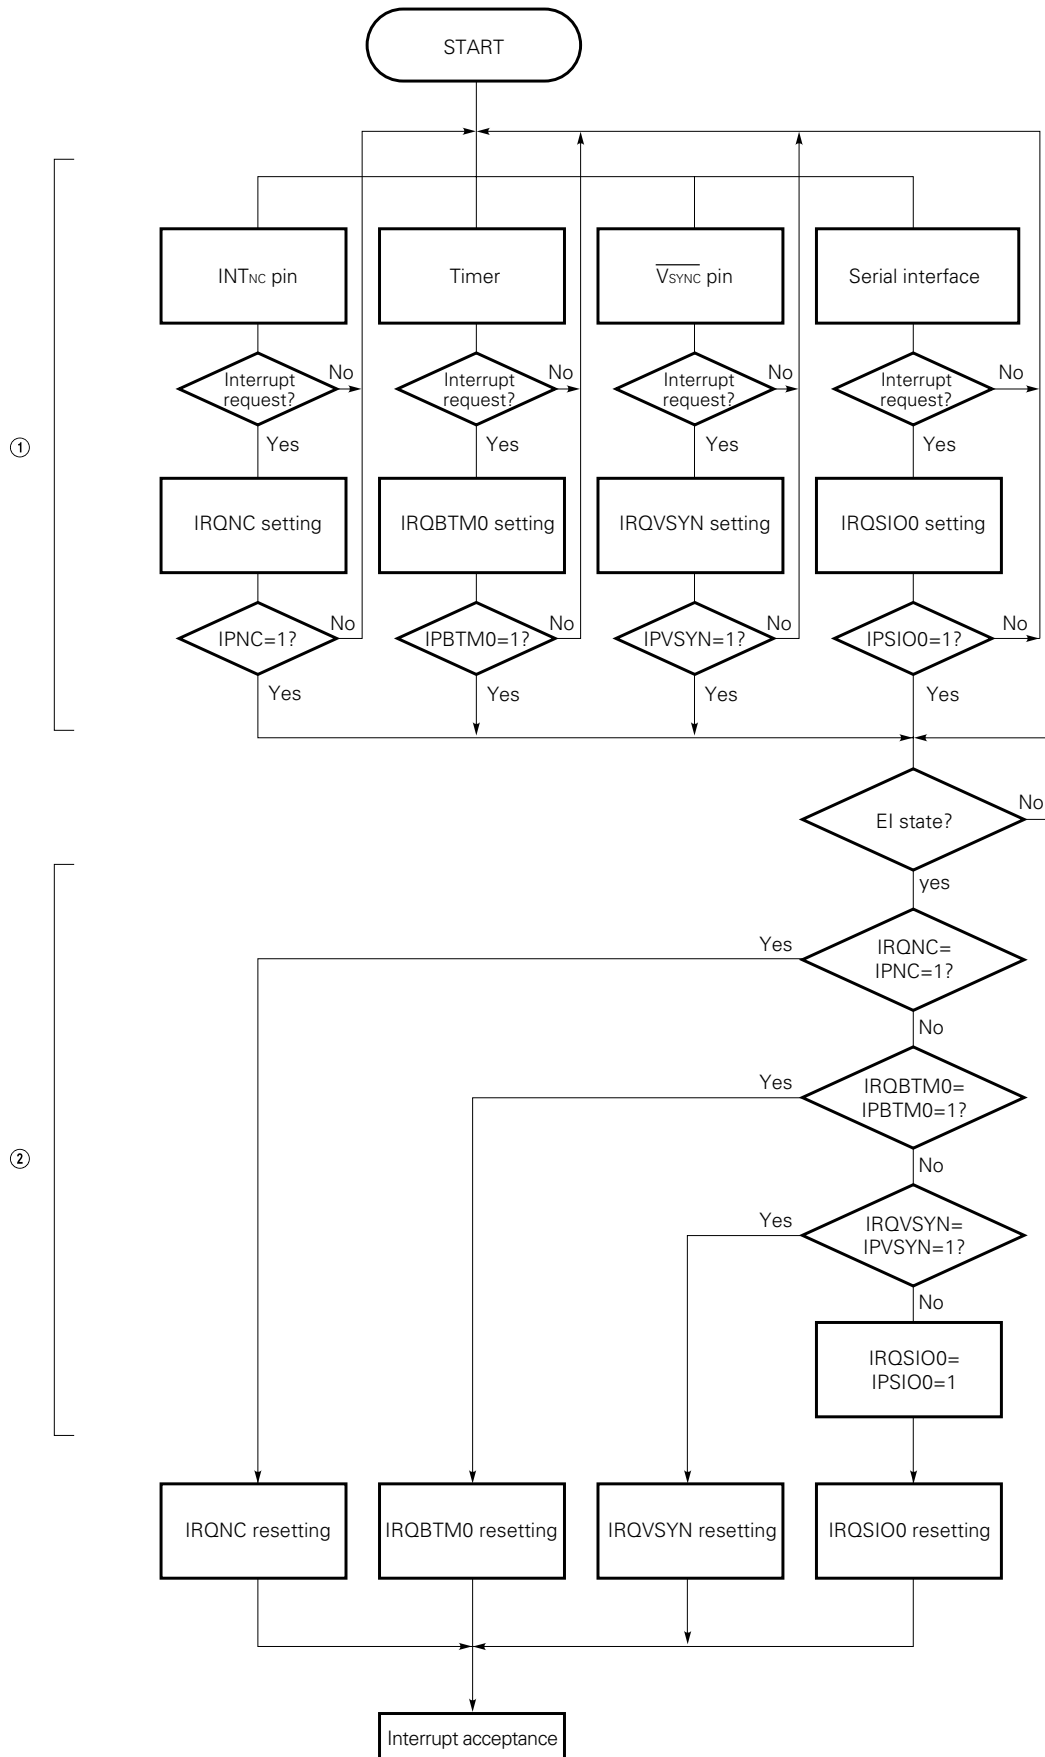 START
INTNC pin
Timer
VSYNC pin
Serial interface
Interrupt
request?
No
Interrupt
request?
No
Interrupt
request?
No
Interrupt
request?
No
①
Yes
Yes
Yes
Yes
IRQNC setting
IRQBTM0 setting
IRQVSYN setting
IRQSIO0 setting
IPNC=1?
No
IPBTM0=1?
No
IPVSYN=1?
No
IPSIO0=1?
No
Yes
Yes
Yes
Yes
EI state?
No
yes
Yes
IRQNC=
IPNC=1?
No
Yes
IRQBTM0=
IPBTM0=1?
②
No
Yes
IRQVSYN=
IPVSYN=1?
No
IRQSIO0=
IPSIO0=1
IRQNC resetting
IRQBTM0 resetting
IRQVSYN resetting
IRQSIO0 resetting
Interrupt acceptance